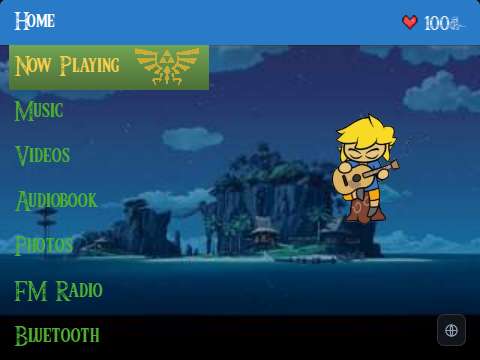 Home
100
Now Playing
Music
Videos
Audiobook
Photos
FM Radio
Bluetooth